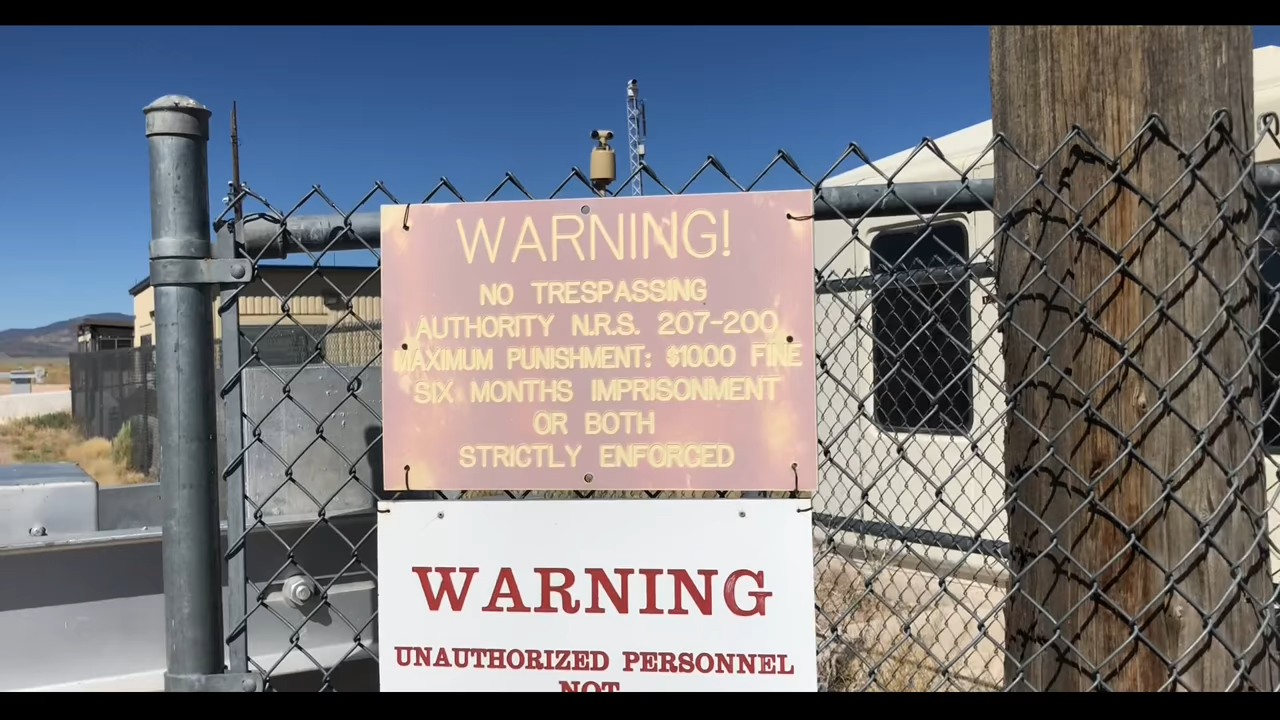 WARNING!
NO TRESPASSING
AUTHORITY N.R.S. 207-200
MAXIMUM PUNISHMENT: $1000 FINE
SIX MONTHS IMPRISONMENT
OR BOTH
STRICTLY ENFORCED
WARNING
UNAUTHORIZED PERSONNEL
NOT